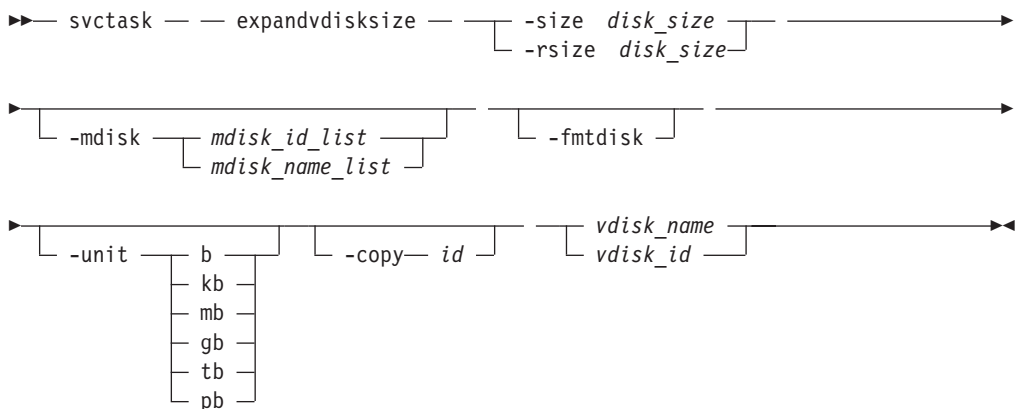 svctask expandvdisksize -size disk_size
-rsize disk_size
-mdisk mdisk_id_list -fmtdisk
mdisk_name_list
-unit b -copy id vdisk_name
kb vdisk_id
mb
gb
tb
pb